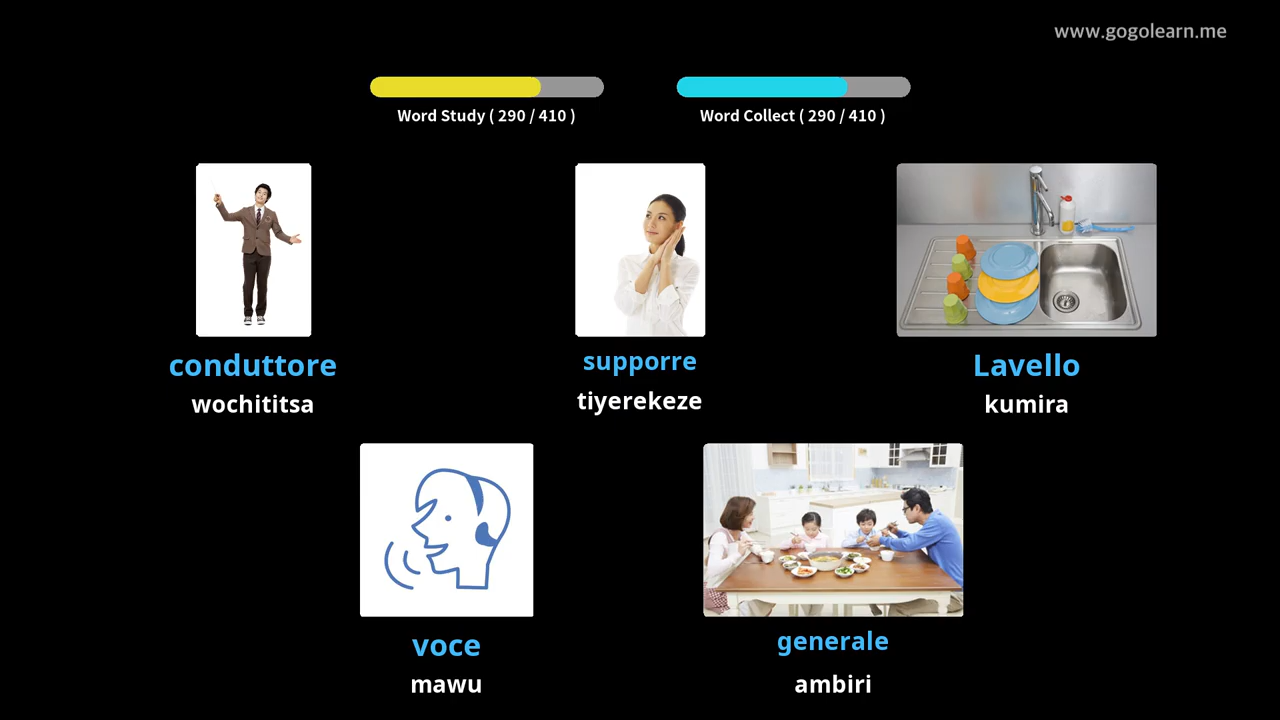 www.gogolearn.me
Word Study ( 290 / 410 )
Word Collect ( 290 / 410 )
conduttore
wochititsa
supporre
tiyerekeze
Lavello
kumira
voce
mawu
generale
ambiri